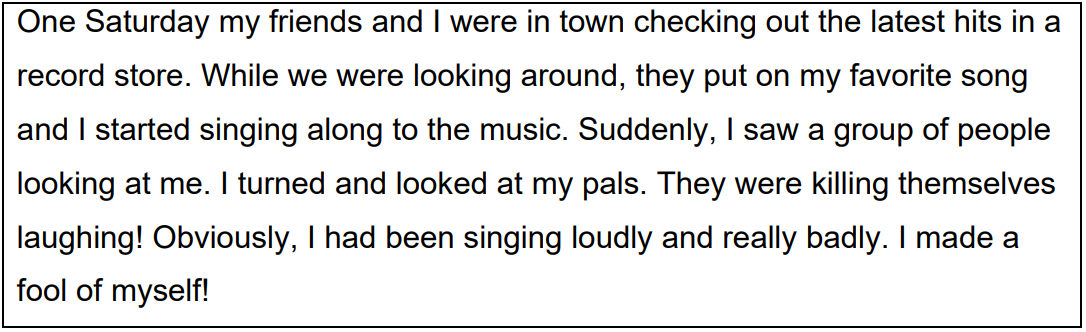 One Saturday my friends and I were in town checking out the latest hits in a
record store. While we were looking around, they put on my favorite song
and I started singing along to the music. Suddenly, I saw a group of people
looking at me. I turned and looked at my pals. They were killing themselves
laughing! Obviously, I had been singing loudly and really badly. I made a
fool of myself!